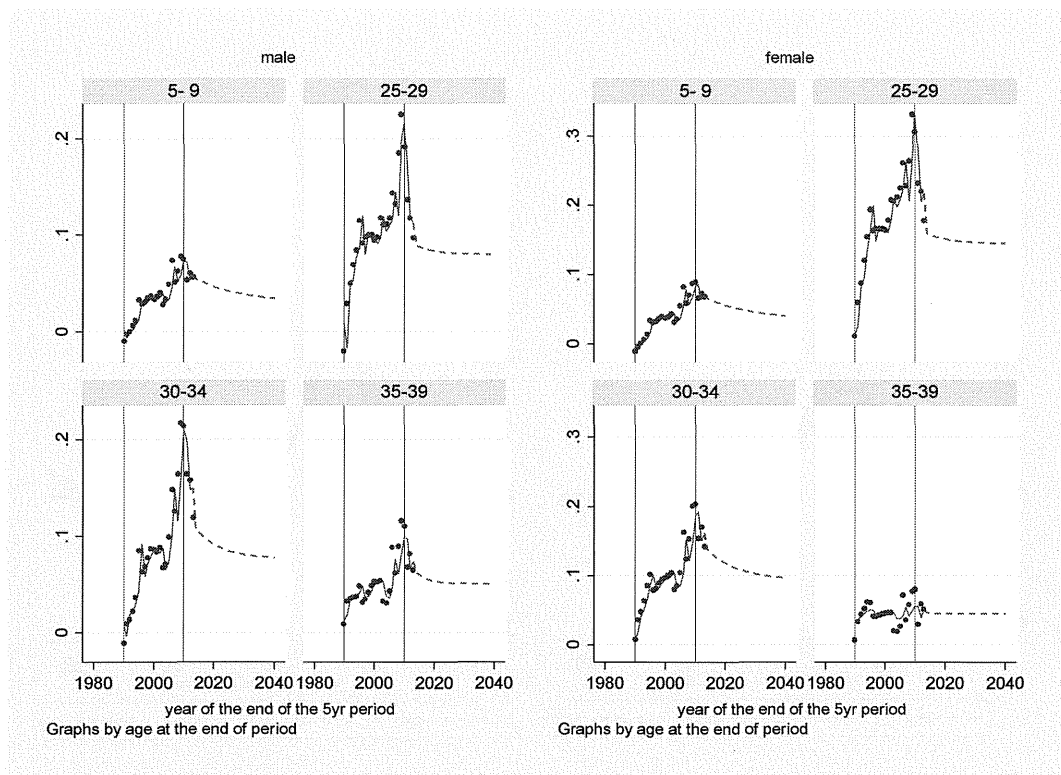 male
5- 9
25-29
.2
.1
0
30-34
35-39
.2
.1
0
1980 2000 2020 2040 1980 2000 2020 2040
year of the end of the 5yr period
Graphs by age at the end of period
female
5- 9
25-29
.3
.2
.1
0
30-34
35-39
.3
.2
.1
0
1980 2000 2020 2040 1980 2000 2020 2040
year of the end of the 5yr period
Graphs by age at the end of period